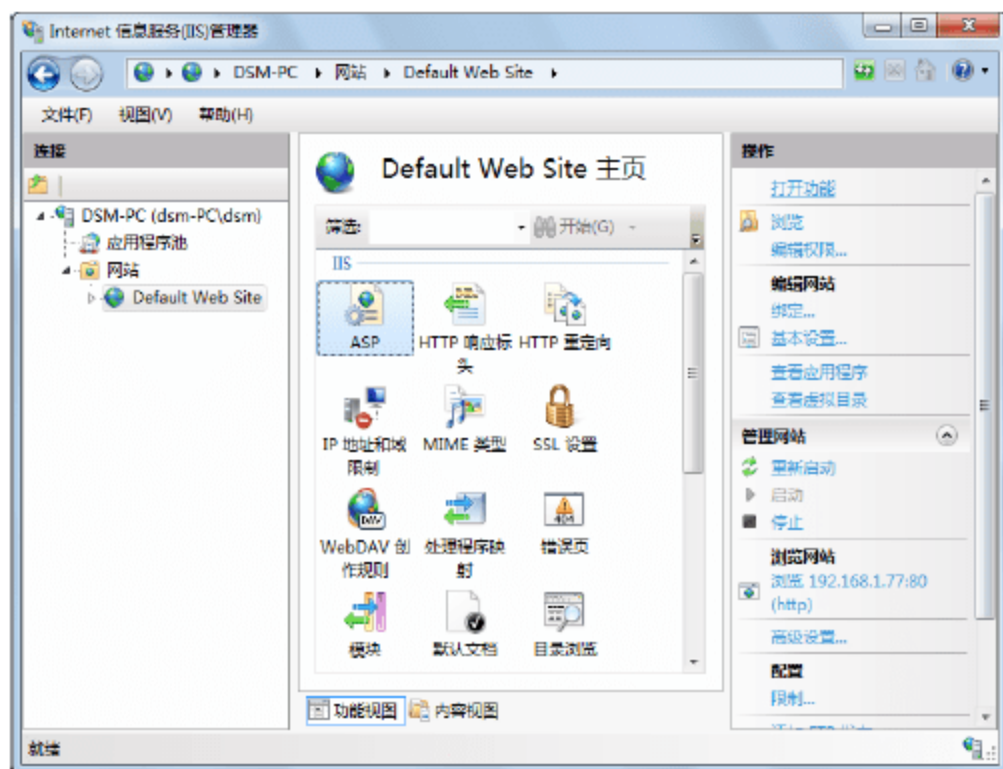 Internet 信息服务(IIS)管理器
DSM-PC 网站 Default Web Site
文件(F) 视图(V) 帮助(H)
连接
DSM-PC (dsm-PC\dsm)
应用程序池
网站
Default Web Site
Default Web Site 主页
筛选: 开始(G)
IIS
ASP
HTTP 响应标
头
HTTP 重定向
IP 地址和域
限制
MIME 类型
SSL 设置
WebDAV 创
作规则
处理程序映
射
错误页
404
模块
默认文档
目录浏览
功能视图 内容视图
操作
打开功能
浏览
编辑权限...
编辑网站
绑定...
基本设置...
查看应用程序
查看虚拟目录
管理网站
重新启动
启动
停止
浏览网站
浏览 192.168.1.77:80
(http)
高级设置...
配置
限制...
就绪